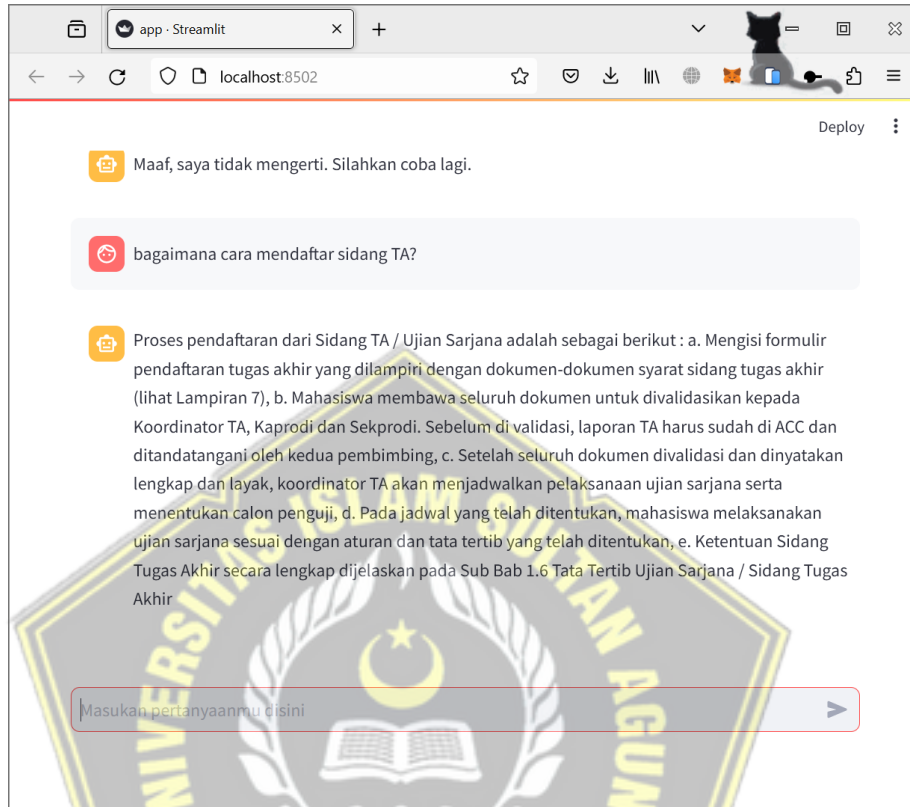 app · Streamlit
localhost:8502
Deploy
Maaf, saya tidak mengerti. Silahkan coba lagi.
bagaimana cara mendaftar sidang TA?
Proses pendaftaran dari Sidang TA / Ujian Sarjana adalah sebagai berikut : a. Mengisi formulir
pendaftaran tugas akhir yang dilampiri dengan dokumen-dokumen syarat sidang tugas akhir
(lihat Lampiran 7), b. Mahasiswa membawa seluruh dokumen untuk divalidasikan kepada
Koordinator TA, Kaprodi dan Sekprodi. Sebelum di validasi, laporan TA harus sudah di ACC dan
ditandatangani oleh kedua pembimbing, c. Setelah seluruh dokumen divalidasi dan dinyatakan
lengkap dan layak, koordinator TA akan menjadwalkan pelaksanaan ujian sarjana serta
menentukan calon penguji, d. Pada jadwal yang telah ditentukan, mahasiswa melaksanakan
ujian sarjana sesuai dengan aturan dan tata tertib yang telah ditentukan, e. Ketentuan Sidang
Tugas Akhir secara lengkap dijelaskan pada Sub Bab 1.6 Tata Tertib Ujian Sarjana / Sidang Tugas
Akhir
Masukan pertanyaanmu disini
NIVERSITAS ISLAM SULTAN AGUN